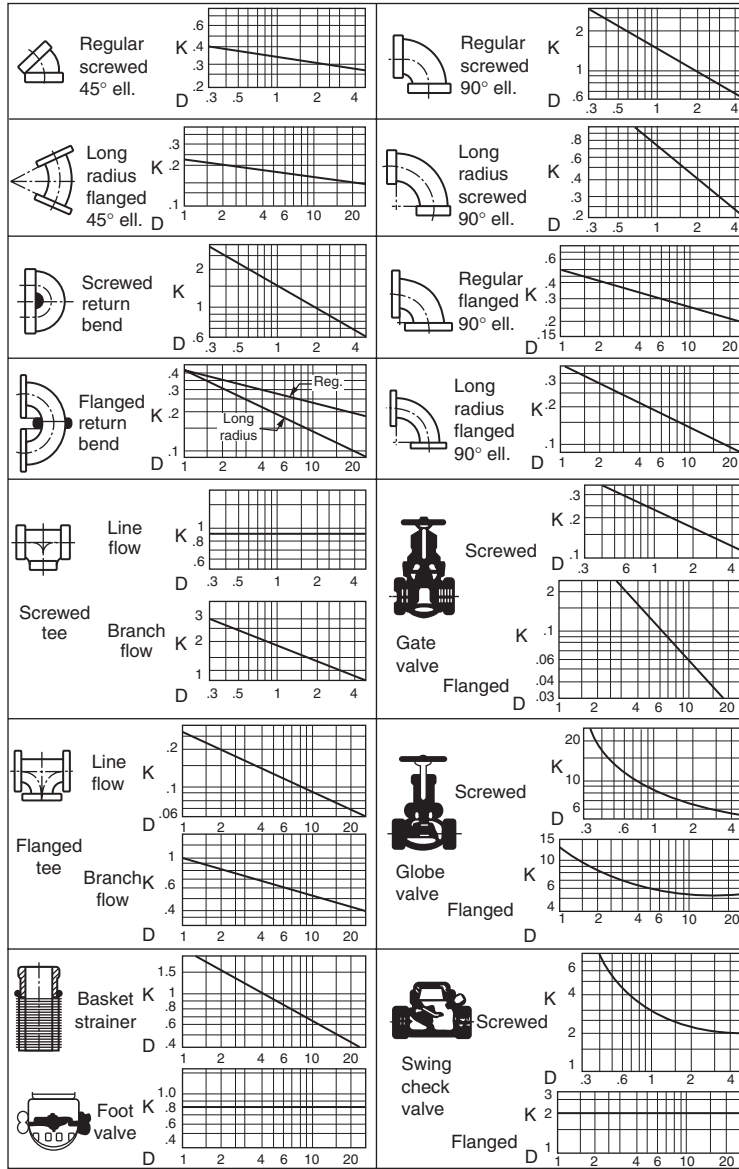 Regular
screwed
45° ell.
K
.6
.4
.3
.2
D
.3 .5 1 2 4
Regular
screwed
90° ell.
K
2
1
.6
D
.3 .5 1 2 4
Long
radius
flanged
45° ell.
K
.3
.2
.1
D
1 2 4 6 10 20
Long
radius
screwed
90° ell.
K
.8
.6
.4
.3
.2
D
.3 .5 1 2 4
Screwed
return
bend
K
2
1
.6
D
.3 .5 1 2 4
Regular
flanged
90° ell.
K
.6
.4
.3
.2
.15
D
1 2 4 6 10 20
Flanged
return
bend
K
.4
.3
.2
.1
Reg.
Long
radius
D
1 2 4 6 10 20
Long
radius
flanged
90° ell.
K
.3
.2
.1
D
1 2 4 6 10 20
Screwed
tee
Line
flow
K
1
.8
.6
D
.3 .5 1 2 4
Branch
flow
K
3
2
1
D
.3 .5 1 2 4
Gate
valve
Screwed
K
.3
.2
.1
D
.3 .6 1 2 4
Flanged
K
2
.1
.06
.04
.03
D
1 2 4 6 10 20
Flanged
tee
Line
flow
K
.2
.1
.06
D
1 2 4 6 10 20
Branch
flow
K
1
.6
.4
D
1 2 4 6 10 20
Globe
valve
Screwed
K
20
10
6
D
.3 .6 1 2 4
Flanged
K
15
10
6
4
D
1 2 4 6 10 20
Basket
strainer
K
1.5
1
.8
.6
.4
D
1 2 4 6 10 20
Foot
valve
K
1.0
.8
.6
.4
D
Swing
check
valve
Screwed
K
6
4
2
1
D
.3 .6 1 2 4
Flanged
K
3
2
1
D
1 2 4 6 10 20